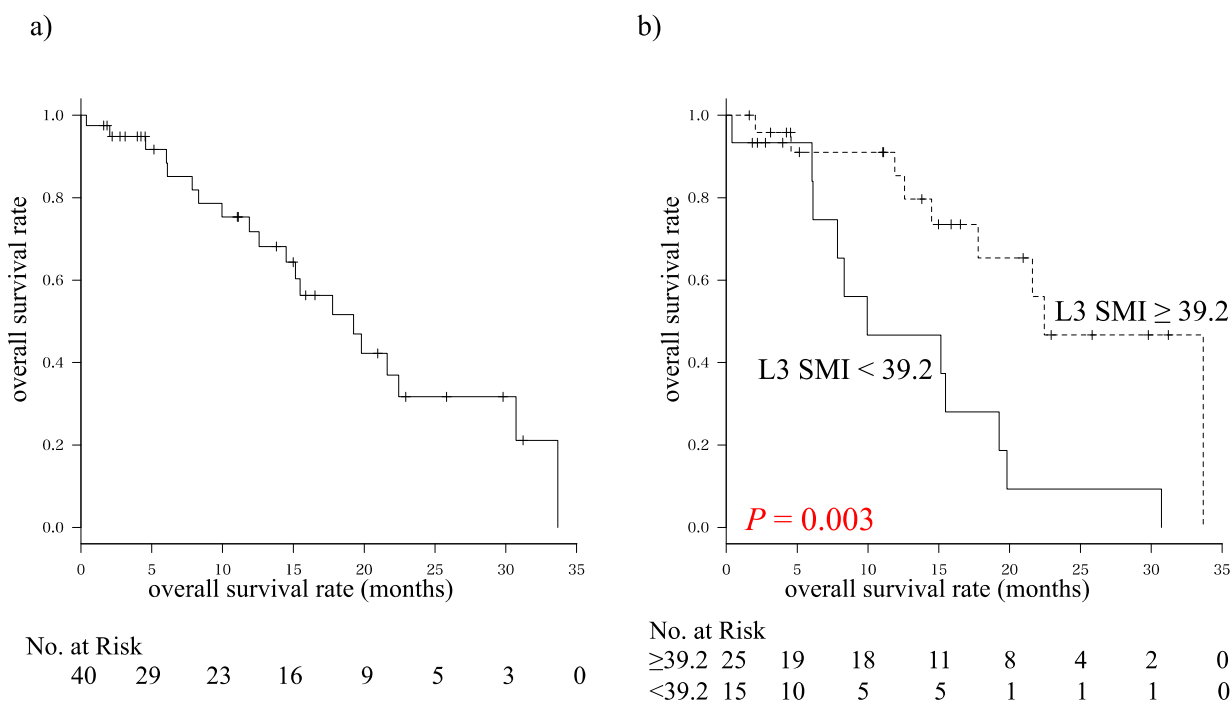 a)
1.0
0.8
0.6
0.4
0.2
0.0
overall survival rate
0 5 10 15 20 25 30 35
overall survival rate (months)
No. at Risk
40 29 23 16 9 5 3 0
b)
1.0
0.8
0.6
0.4
0.2
0.0
overall survival rate
L3 SMI ≥ 39.2
L3 SMI < 39.2
P = 0.003
0 5 10 15 20 25 30 35
overall survival rate (months)
No. at Risk
≥39.2 25 19 18 11 8 4 2 0
<39.2 15 10 5 5 1 1 1 0